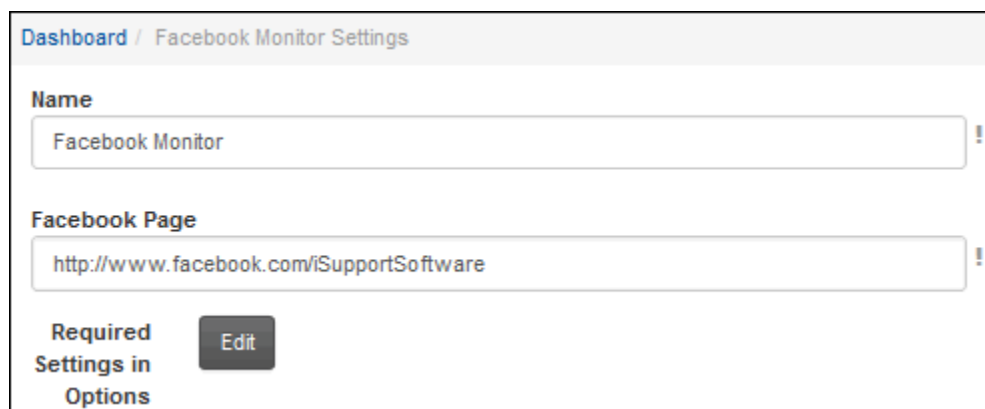 Dashboard / Facebook Monitor Settings
Name
Facebook Monitor
!
Facebook Page
http://www.facebook.com/iSupportSoftware
!
Required
Settings in
Options
Edit